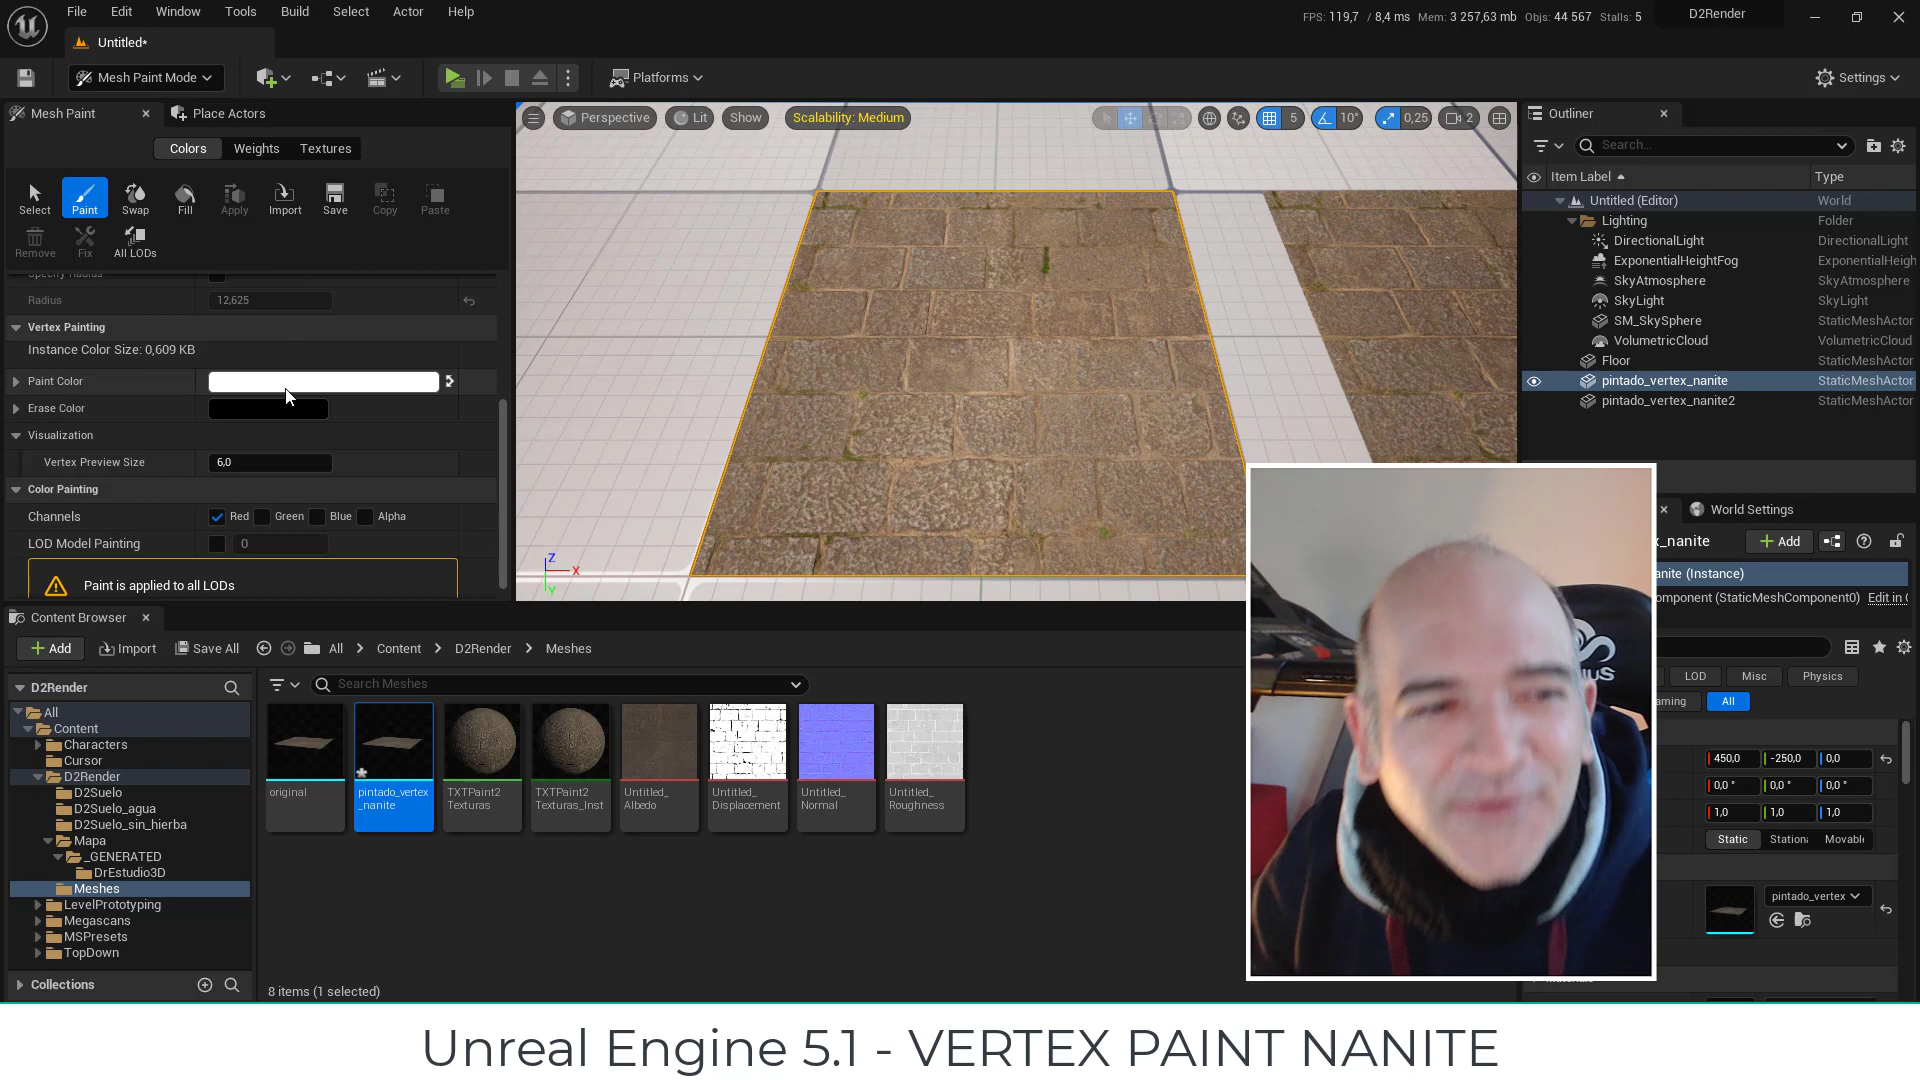 File Edit Window Tools Build Select Actor Help
FPS: 119,7 / 8,4 ms Mem: 3 257,63 mb Objs: 44 567 Stalls: 5 D2Render
Untitled*
Mesh Paint Mode Platforms Settings
Mesh Paint Place Actors
Colors Weights Textures
Select Paint Swap Fill Apply Import Save Copy Paste
Remove Fix All LODs
Specify Radius
Radius 12,625
Vertex Painting
Instance Color Size: 0,609 KB
Paint Color
Erase Color
Visualization
Vertex Preview Size 6,0
Color Painting
Channels Red Green Blue Alpha
LOD Model Painting 0
Paint is applied to all LODs
Perspective Lit Show Scalability: Medium 5 10° 0,25 2
Z X Y
Outliner
Search...
Item Label Type
Untitled (Editor) World
Lighting Folder
DirectionalLight DirectionalLight
ExponentialHeightFog ExponentialHeigh
SkyAtmosphere SkyAtmosphere
SkyLight SkyLight
SM_SkySphere StaticMeshActor
VolumetricCloud VolumetricCloud
Floor StaticMeshActor
pintado_vertex_nanite StaticMeshActor
pintado_vertex_nanite2 StaticMeshActor
World Settings
x_nanite Add
anite (Instance)
omponent (StaticMeshComponent0) Edit in C
LOD Misc Physics
aming All
450,0 -250,0 0,0
0,0 ° 0,0 ° 0,0 °
1,0 1,0 1,0
Static Stationa Movable
pintado_vertex
Content Browser
Add Import Save All All Content D2Render Meshes
D2Render
Search Meshes
All
Content
Characters
Cursor
D2Render
D2Suelo
D2Suelo_agua
D2Suelo_sin_hierba
Mapa
_GENERATED
DrEstudio3D
Meshes
LevelPrototyping
Megascans
MSPresets
TopDown
Collections
original
pintado_vertex
_nanite
TXTPaint2
Texturas
TXTPaint2
Texturas_Inst
Untitled_
Albedo
Untitled_
Displacement
Untitled_
Normal
Untitled_
Roughness
8 items (1 selected)
Unreal Engine 5.1 - VERTEX PAINT NANITE